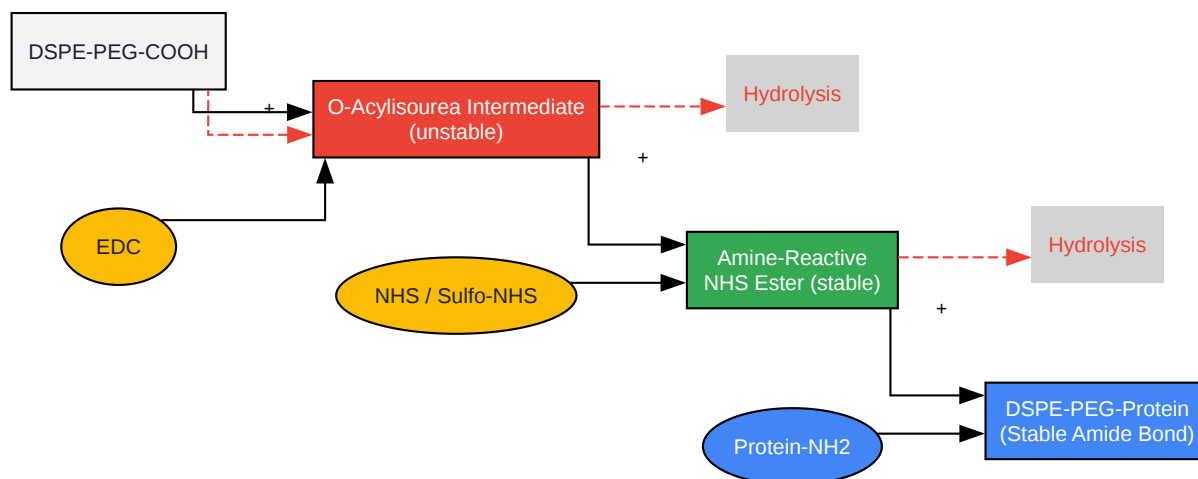 DSPE-PEG-COOH
+
O-Acylisourea Intermediate
(unstable)
Hydrolysis
+
EDC
NHS / Sulfo-NHS
Amine-Reactive
NHS Ester (stable)
Hydrolysis
+
Protein-NH2
DSPE-PEG-Protein
(Stable Amide Bond)